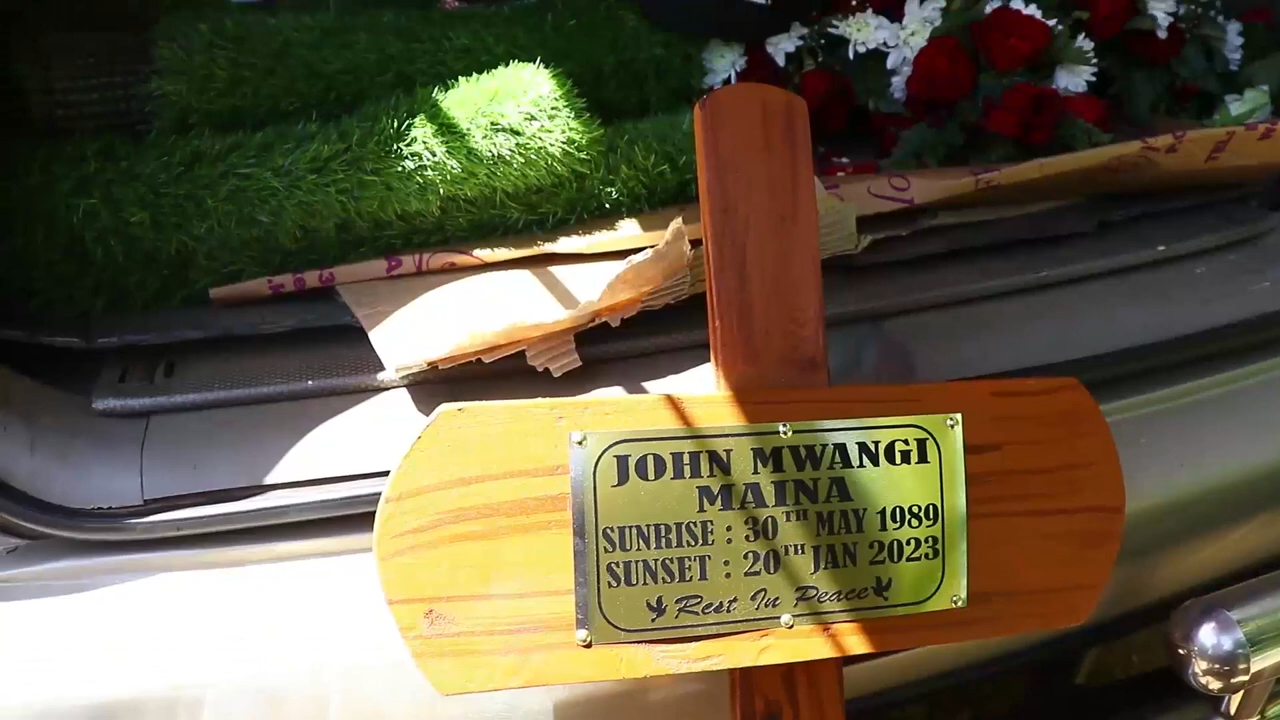 JOHN MWANGI
MAINA
SUNRISE : 30TH MAY 1989
SUNSET : 20TH JAN 2023
Rest In Peace